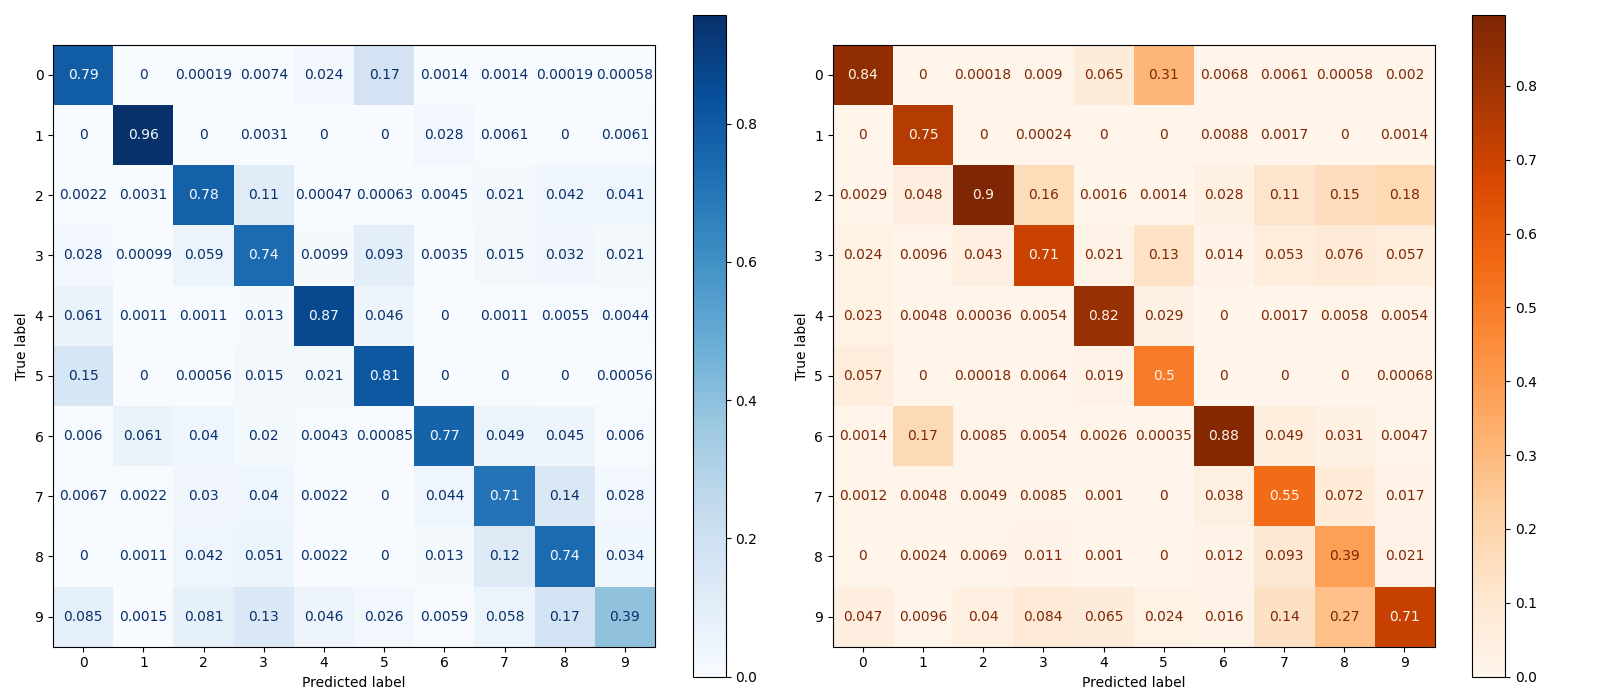 0 0.79 0 0.00019 0.0074 0.024 0.17 0.0014 0.0014 0.00019 0.00058
1 0 0.96 0 0.0031 0 0 0.028 0.0061 0 0.0061
2 0.0022 0.0031 0.78 0.11 0.00047 0.00063 0.0045 0.021 0.042 0.041
3 0.028 0.00099 0.059 0.74 0.0099 0.093 0.0035 0.015 0.032 0.021
4 0.061 0.0011 0.0011 0.013 0.87 0.046 0 0.0011 0.0055 0.0044
5 0.15 0 0.00056 0.015 0.021 0.81 0 0 0 0.00056
6 0.006 0.061 0.04 0.02 0.0043 0.00085 0.77 0.049 0.045 0.006
7 0.0067 0.0022 0.03 0.04 0.0022 0 0.044 0.71 0.14 0.028
8 0 0.0011 0.042 0.051 0.0022 0 0.013 0.12 0.74 0.034
9 0.085 0.0015 0.081 0.13 0.046 0.026 0.0059 0.058 0.17 0.39
0 1 2 3 4 5 6 7 8 9
True label
Predicted label
0.8
0.6
0.4
0.2
0.0
0 0.84 0 0.00018 0.009 0.065 0.31 0.0068 0.0061 0.00058 0.002
1 0 0.75 0 0.00024 0 0 0.0088 0.0017 0 0.0014
2 0.0029 0.048 0.9 0.16 0.0016 0.0014 0.028 0.11 0.15 0.18
3 0.024 0.0096 0.043 0.71 0.021 0.13 0.014 0.053 0.076 0.057
4 0.023 0.0048 0.00036 0.0054 0.82 0.029 0 0.0017 0.0058 0.0054
5 0.057 0 0.00018 0.0064 0.019 0.5 0 0 0 0.00068
6 0.0014 0.17 0.0085 0.0054 0.0026 0.00035 0.88 0.049 0.031 0.0047
7 0.0012 0.0048 0.0049 0.0085 0.001 0 0.038 0.55 0.072 0.017
8 0 0.0024 0.0069 0.011 0.001 0 0.012 0.093 0.39 0.021
9 0.047 0.0096 0.04 0.084 0.065 0.024 0.016 0.14 0.27 0.71
0 1 2 3 4 5 6 7 8 9
True label
Predicted label
0.8
0.7
0.6
0.5
0.4
0.3
0.2
0.1
0.0